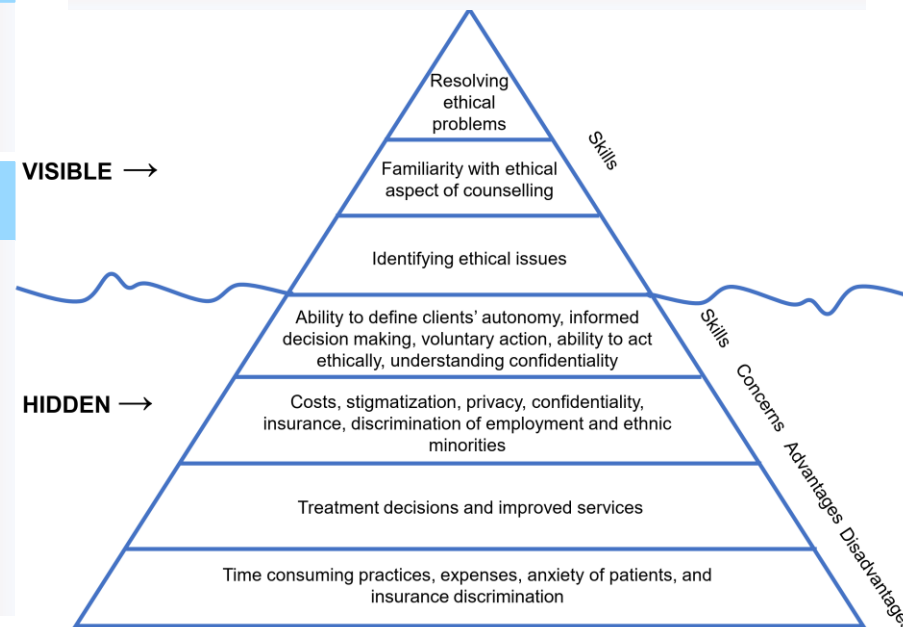 Resolving
ethical
problems
Skills
VISIBLE →
Familiarity with ethical
aspect of counselling
Identifying ethical issues
Ability to define clients' autonomy, informed
decision making, voluntary action, ability to act
ethically, understanding confidentiality
Skills
HIDDEN →
Costs, stigmatization, privacy, confidentiality,
insurance, discrimination of employment and ethnic
minorities
Concerns
Treatment decisions and improved services
Advantages
Time consuming practices, expenses, anxiety of patients, and
insurance discrimination
Disadvantages